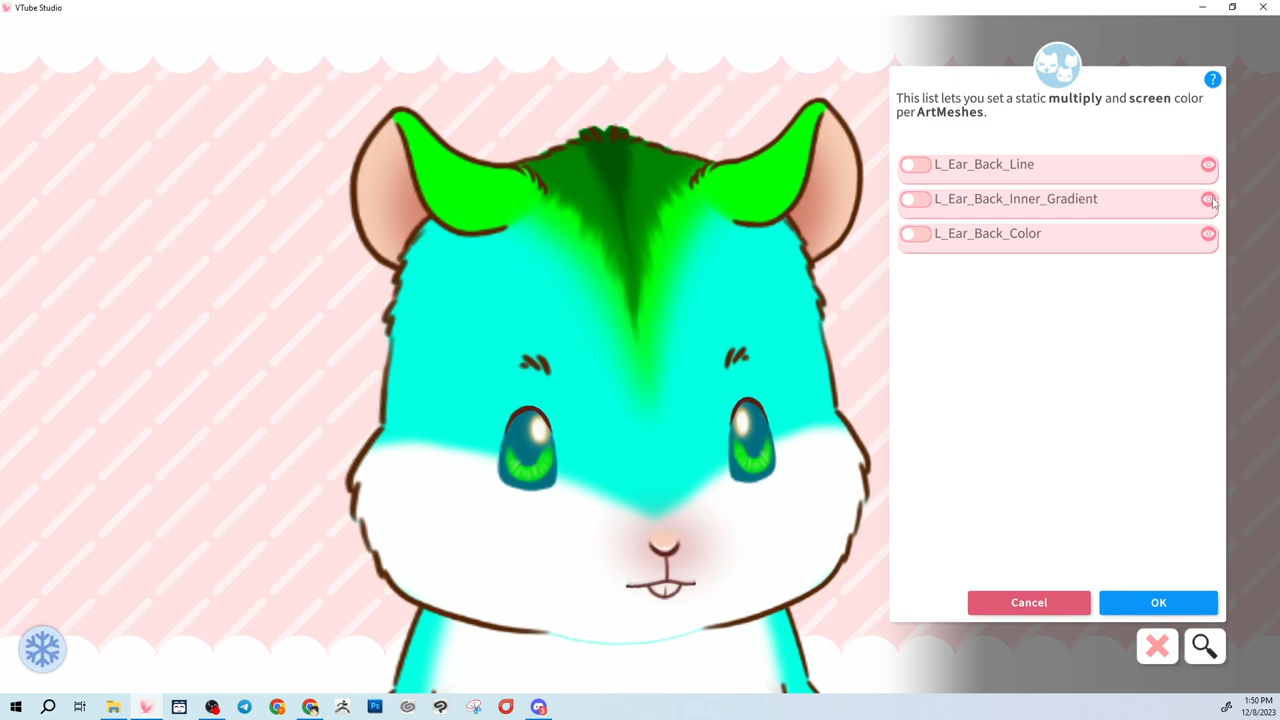 VTube Studio
?
This list lets you set a static multiply and screen color
per ArtMeshes.
L_Ear_Back_Line
L_Ear_Back_Inner_Gradient
L_Ear_Back_Color
Cancel
OK
Ps
1:50 PM
12/8/2023